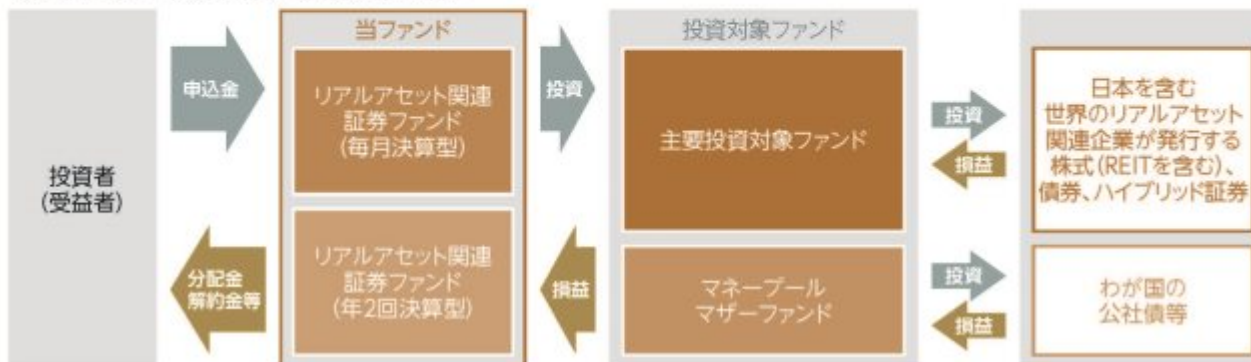 当ファンド
投資対象ファンド
申込金
リアルアセット関連
証券ファンド
(毎月決算型)
投資
主要投資対象ファンド
投資
損益
日本を含む
世界のリアルアセット
関連企業が発行する
株式(REITを含む)、
債券、ハイブリッド証券
投資者
(受益者)
分配金
解約金等
リアルアセット関連
証券ファンド
(年2回決算型)
損益
マネープール
マザーファンド
投資
損益
わが国の
公社債等